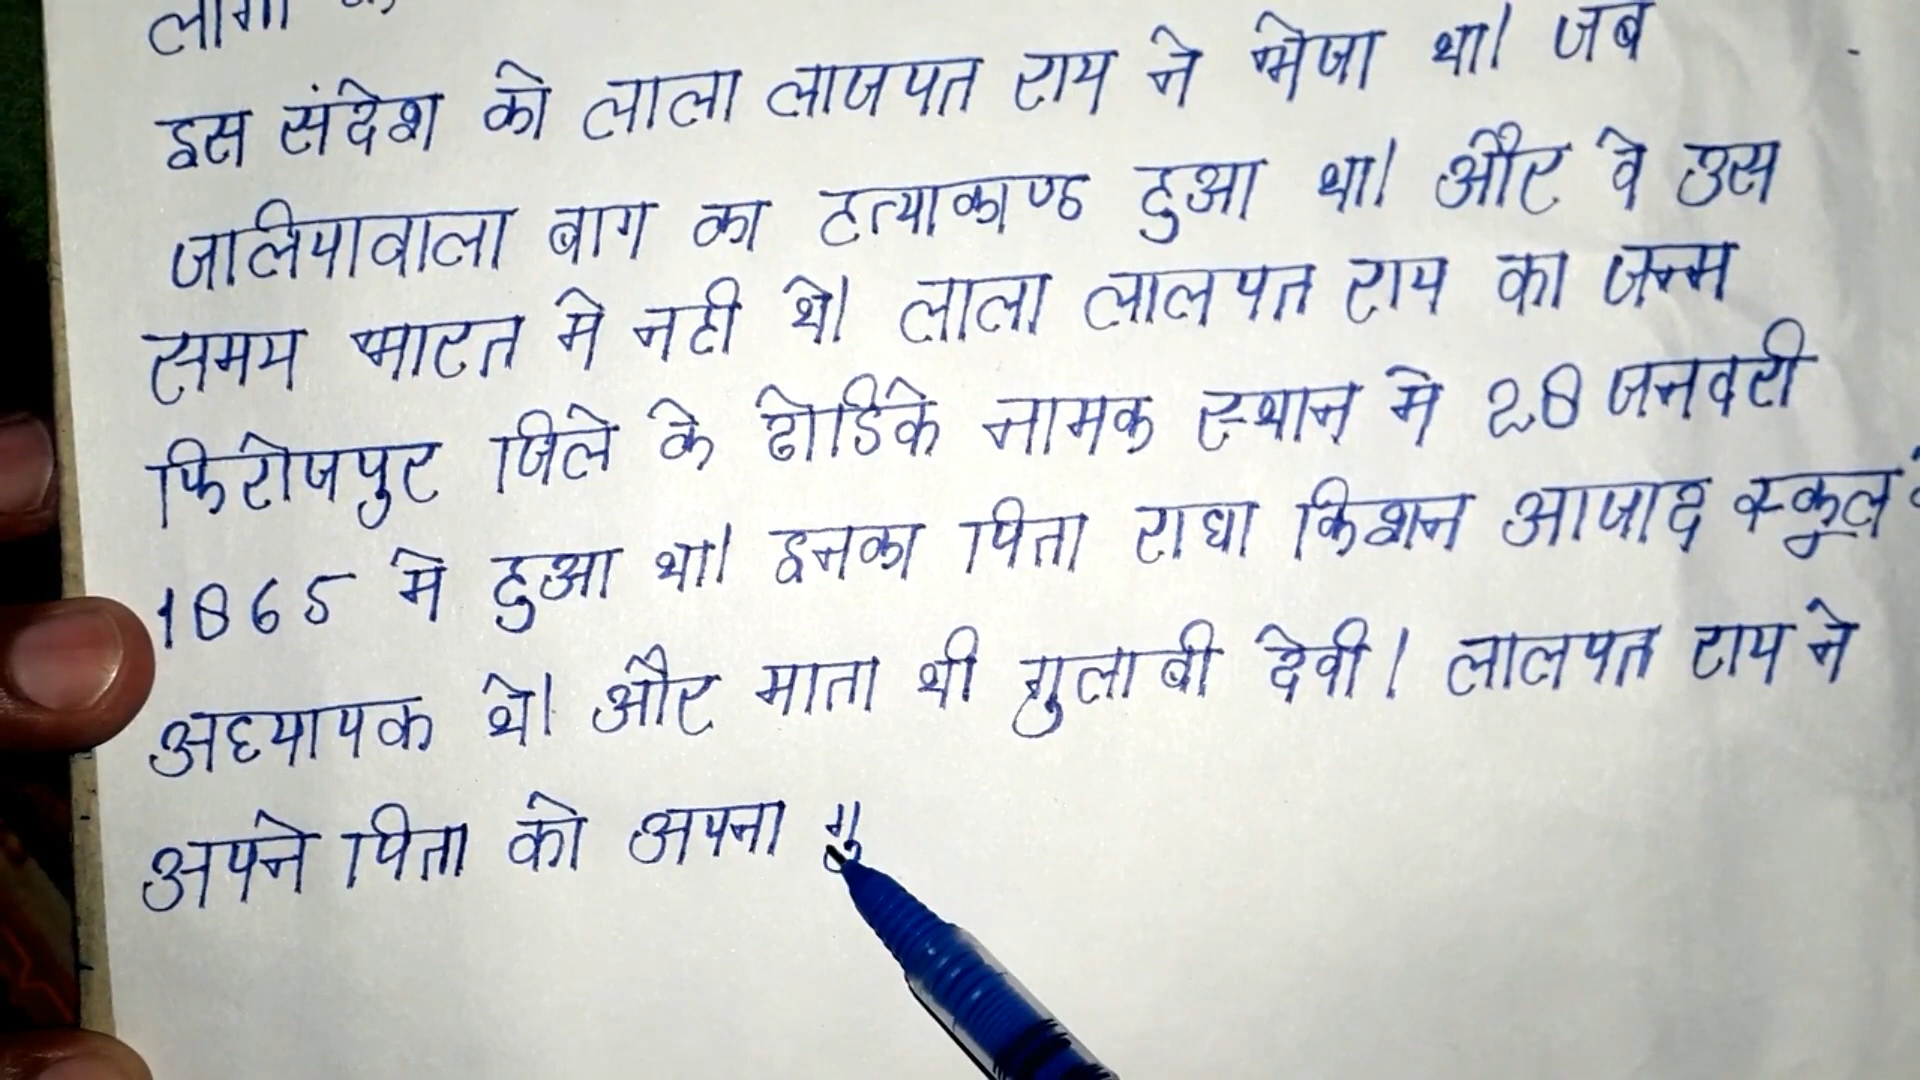 इस संदेश को लाला लाजपत राय ने भेजा था। जब
जालियावाला बाग का हत्याकाण्ड हुआ था। और वे उस
समय भारत मे नही थे। लाला लालपत राय का जन्म
फिरोजपुर जिले के ढोडिके नामक स्थान मे 28 जनवरी
1865 मे हुआ था। इनका पिता राधा किशन आजाद स्कूल
अध्यापक थे। और माता थी गुलाबी देवी। लालपत राय ने
अपने पिता को अपना गु